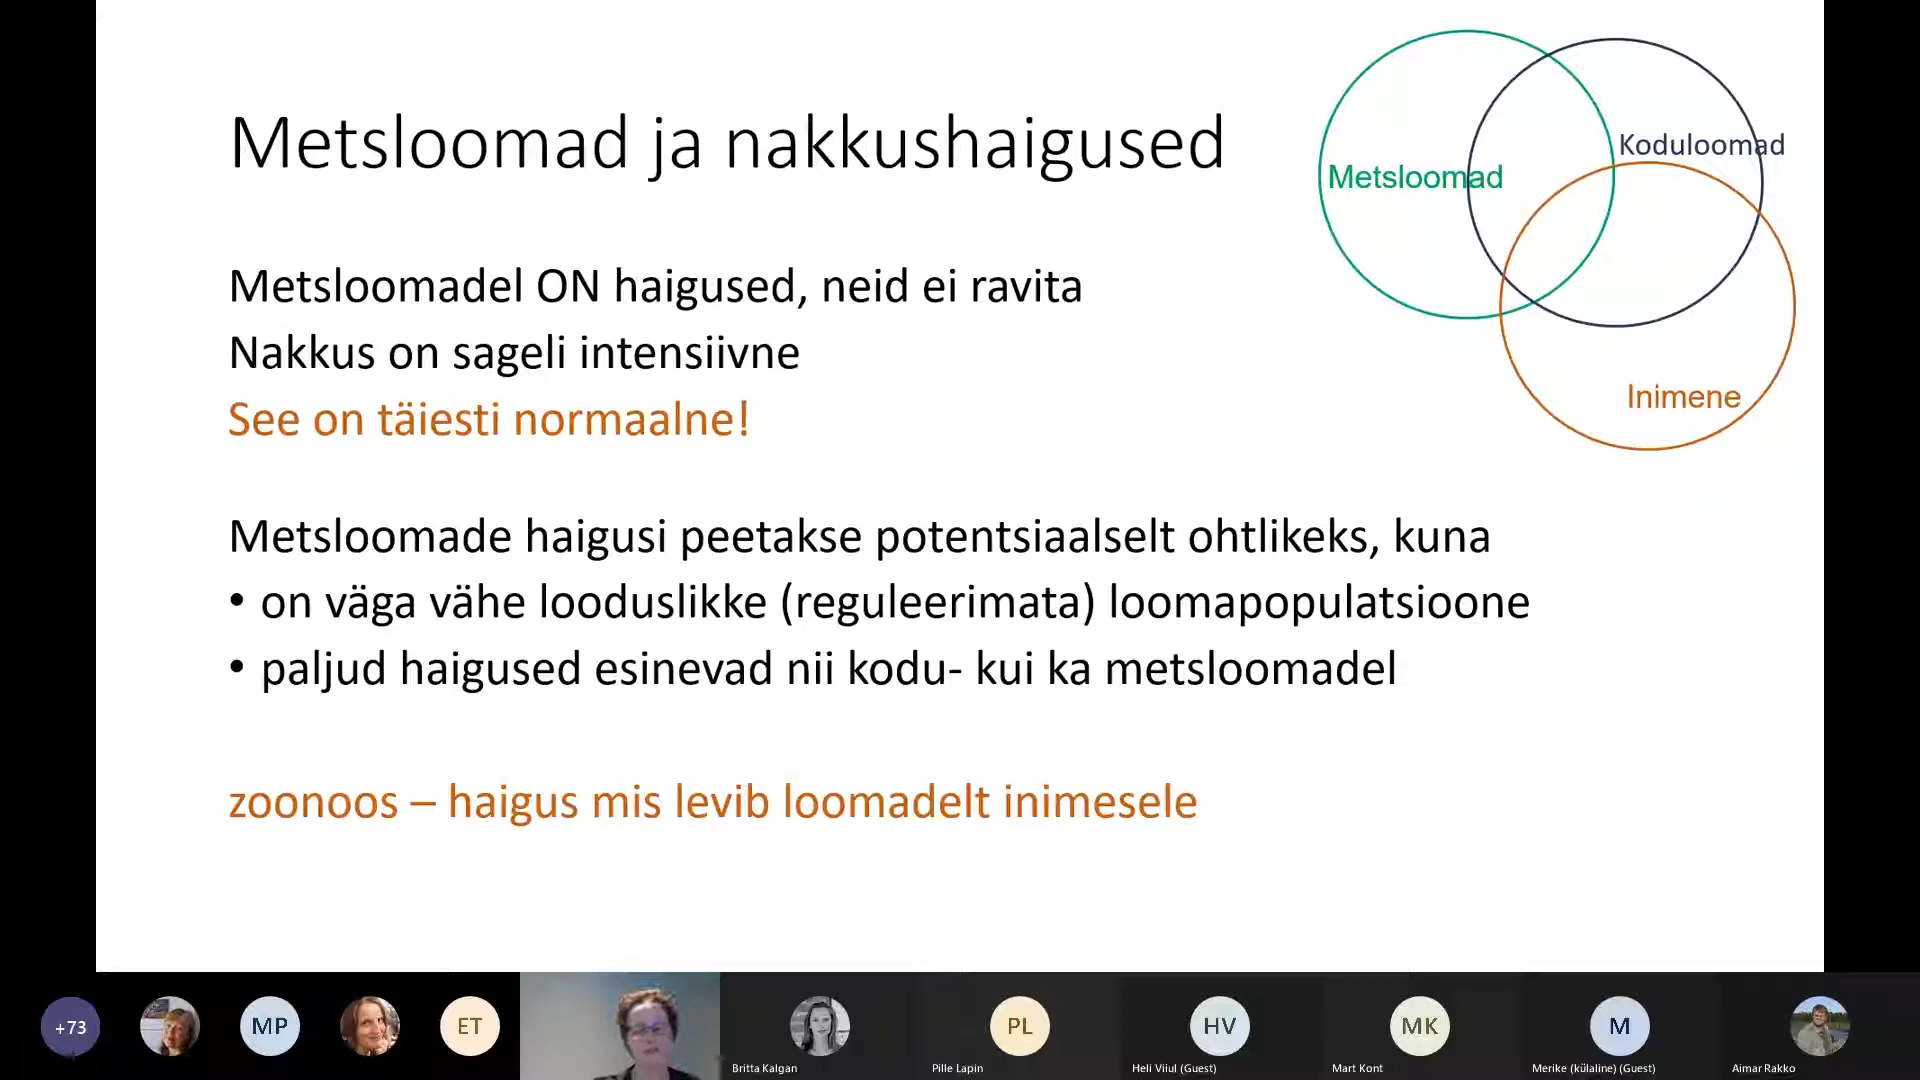 Metsloomad ja nakkushaigused
Koduloomad
Metsloomad
Inimene
Metsloomadel ON haigused, neid ei ravita
Nakkus on sageli intensiivne
See on täiesti normaalne!
Metsloomade haigusi peetakse potentsiaalselt ohtlikeks, kuna
• on väga vähe looduslikke (reguleerimata) loomapopulatsioone
• paljud haigused esinevad nii kodu- kui ka metsloomadel
zoonoos – haigus mis levib loomadelt inimesele
+73
MP
ET
PL
HV
MK
M
Britta Kalgan
Pille Lapin
Heli Viiul (Guest)
Mart Kont
Merike (külaline) (Guest)
Aimar Rakko